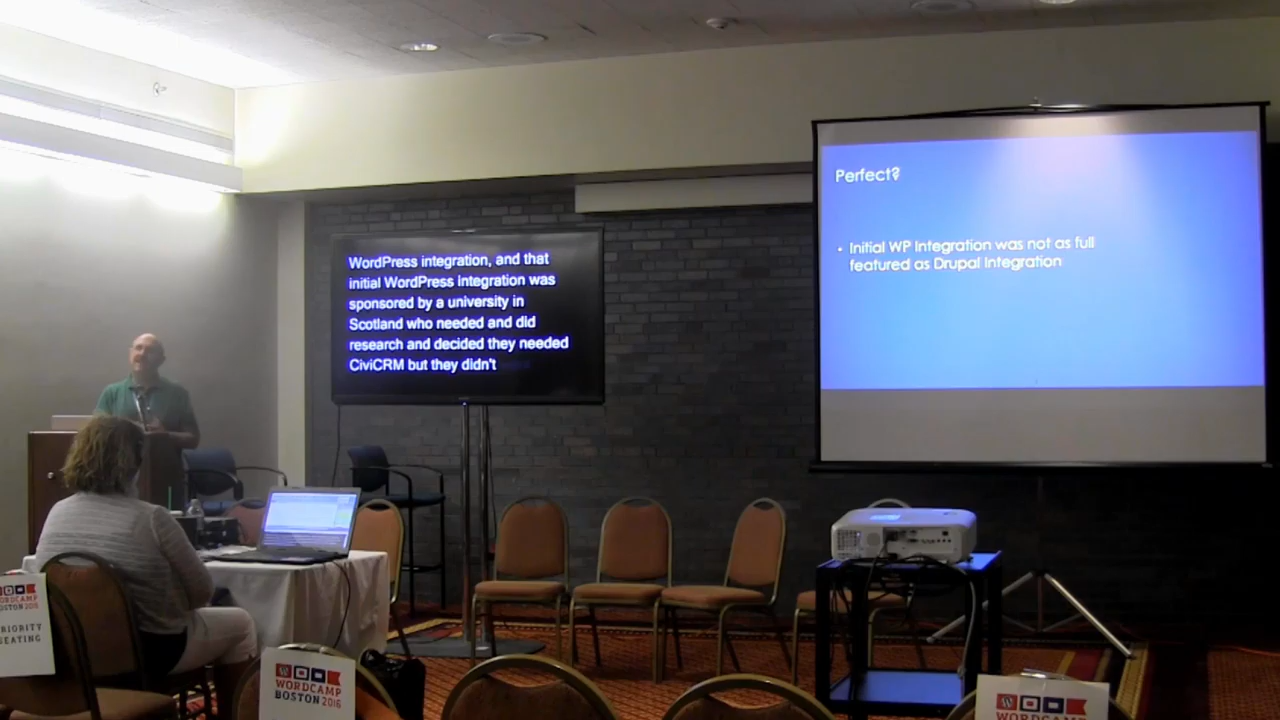 WordPress integration, and that
initial WordPress integration was
sponsored by a university in
Scotland who needed and did
research and decided they needed
CiviCRM but they didn't
Perfect?
• Initial WP Integration was not as full
featured as Drupal Integration
WORDCAMP
BOSTON 2016
PRIORITY
SEATING
WORDCAMP
BOSTON 2016
WORDCAMP